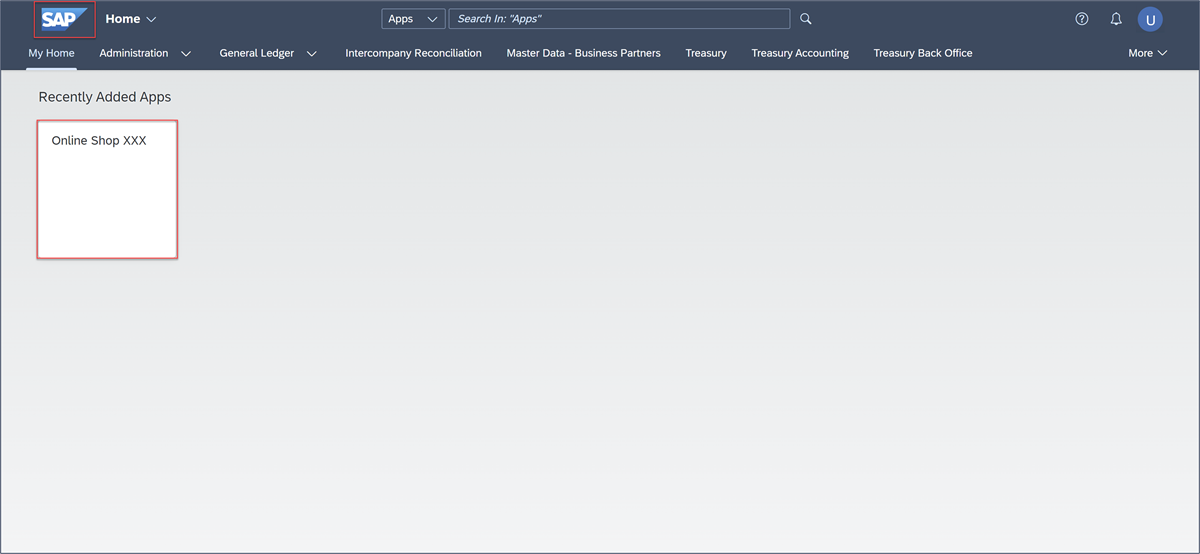 SAP Home Apps Search In: "Apps" U
My Home Administration General Ledger Intercompany Reconciliation Master Data - Business Partners Treasury Treasury Accounting Treasury Back Office More
Recently Added Apps
Online Shop XXX